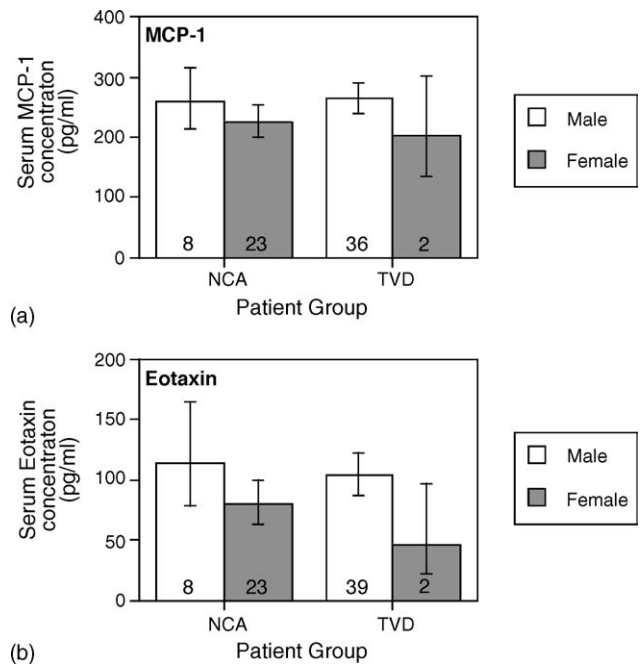 MCP-1
400
300
200
100
0
Serum MCP-1
concentraton
(pg/ml)
8
23
36
2
NCA
TVD
Patient Group
(a)
Male
Female
Eotaxin
200
150
100
50
0
Serum Eotaxin
concentraton
(pg/ml)
8
23
39
2
NCA
TVD
Patient Group
(b)
Male
Female